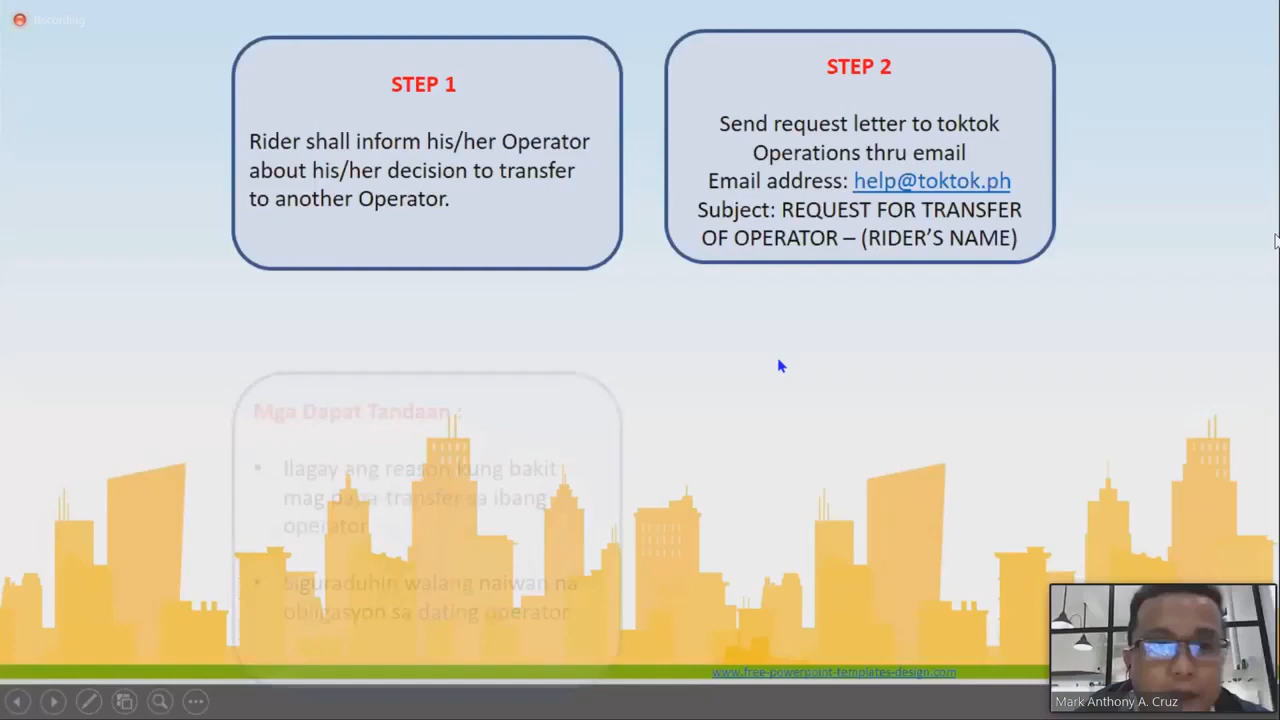 Recording
STEP 1
Rider shall inform his/her Operator
about his/her decision to transfer
to another Operator.
STEP 2
Send request letter to toktok
Operations thru email
Email address: help@toktok.ph
Subject: REQUEST FOR TRANSFER
OF OPERATOR – (RIDER'S NAME)
Mga Dapat Tandaan :
• Ilagay ang reason kung bakit
mag papa transfer sa ibang
operator
• Siguraduhin walang naiwan na
obligasyon sa dating operator
www.free-powerpoint-templates-design.com
Mark Anthony A. Cruz